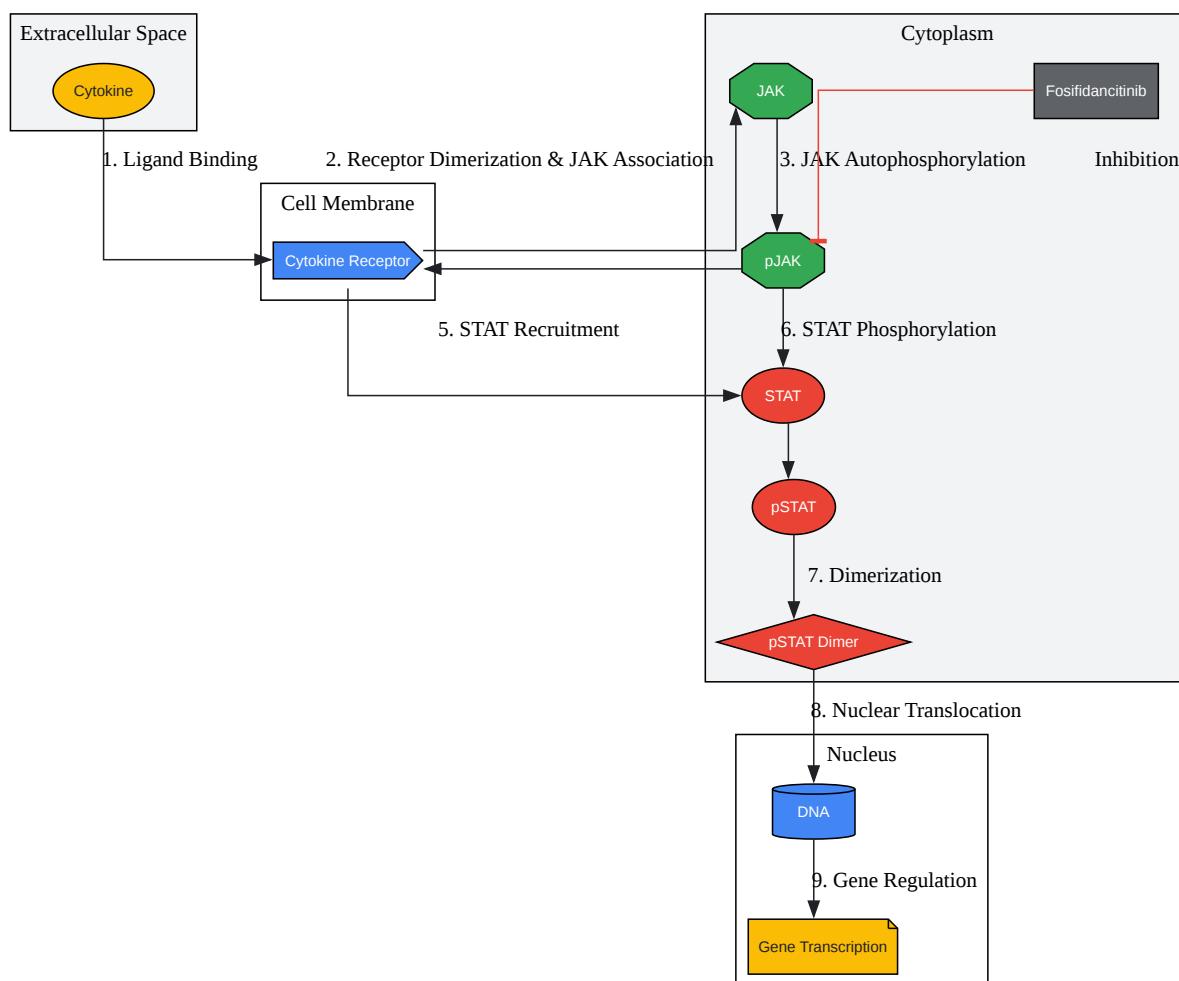 Extracellular Space
Cytoplasm
Cytokine
JAK
Fosifidancitinib
1. Ligand Binding
2. Receptor Dimerization & JAK Association
3. JAK Autophosphorylation
Inhibition
Cell Membrane
Cytokine Receptor
pJAK
5. STAT Recruitment
6. STAT Phosphorylation
STAT
pSTAT
7. Dimerization
pSTAT Dimer
8. Nuclear Translocation
Nucleus
DNA
9. Gene Regulation
Gene Transcription